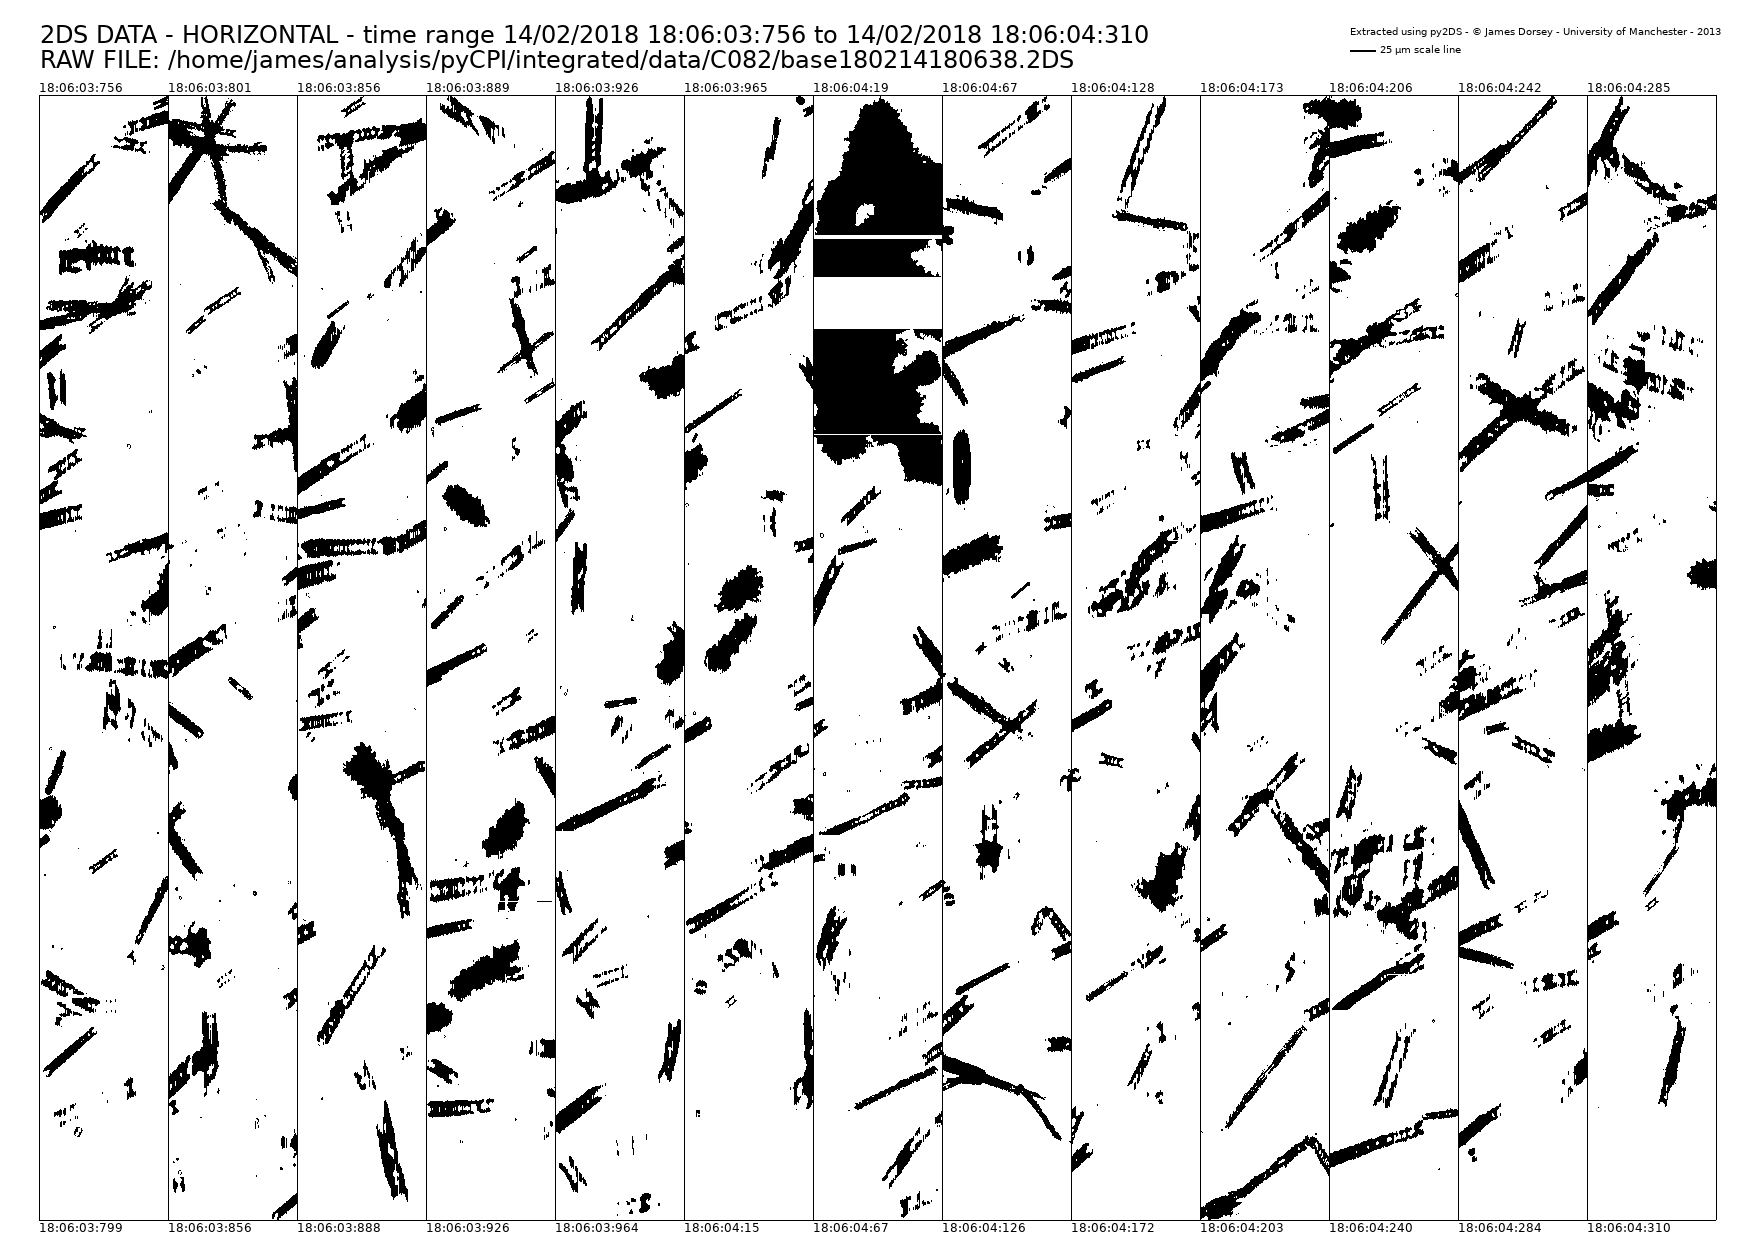 2DS DATA - HORIZONTAL - time range 14/02/2018 18:06:03:756 to 14/02/2018 18:06:04:310
RAW FILE: /home/james/analysis/pyCPI/integrated/data/C082/base180214180638.2DS
Extracted using py2DS - © James Dorsey - University of Manchester - 2013
25 µm scale line
18:06:03:756 18:06:03:801 18:06:03:856 18:06:03:889 18:06:03:926 18:06:03:965 18:06:04:19 18:06:04:67 18:06:04:128 18:06:04:173 18:06:04:206 18:06:04:242 18:06:04:285
18:06:03:799 18:06:03:856 18:06:03:888 18:06:03:926 18:06:03:964 18:06:04:15 18:06:04:67 18:06:04:126 18:06:04:172 18:06:04:203 18:06:04:240 18:06:04:284 18:06:04:310